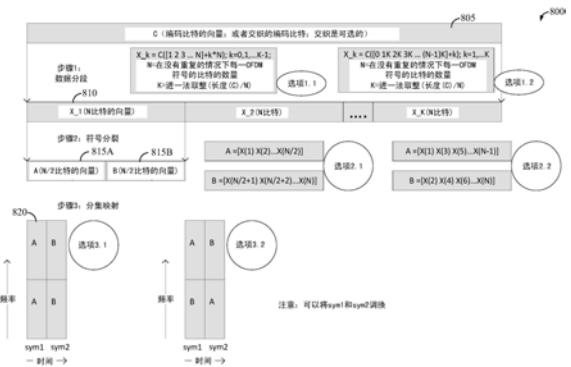 800
805
C（编码比特的向量；或者交织的编码比特；交织是可选的）
步骤1：
数据分段
X_k = C([1 2 3 ... N]+k*N); k=0,1,...K-1;
N=在没有重复的情况下每一OFDM
符号的比特的数量
K=进一法取整(长度(C)/N)
选项1.1
X_k = C([0 1K 2K 3K ... (N-1)K]+k); k=1,...K
N=在没有重复的情况下每一OFDM
符号的比特的数量
K=进一法取整(长度(C)/N)
选项1.2
810
X_1(N比特的向量)
X_2(N比特)
....
X_K(N比特)
步骤2：符号分裂
815A
815B
A(N/2比特的向量)
B(N/2比特的向量)
A =[X(1) X(2)...X(N/2)]
B =[X(N/2+1) X(N/2+2)...X(N)]
选项2.1
A =[X(1) X(3) X(5)...X(N-1)]
B =[X(2) X(4) X(6)...X(N)]
选项2.2
步骤3：分集映射
820
A B
A B
选项3.1
频率
sym1 sym2
— 时间 →
A B
B A
选项3.2
频率
sym1 sym2
— 时间 →
注意：可以将sym1和sym2调换